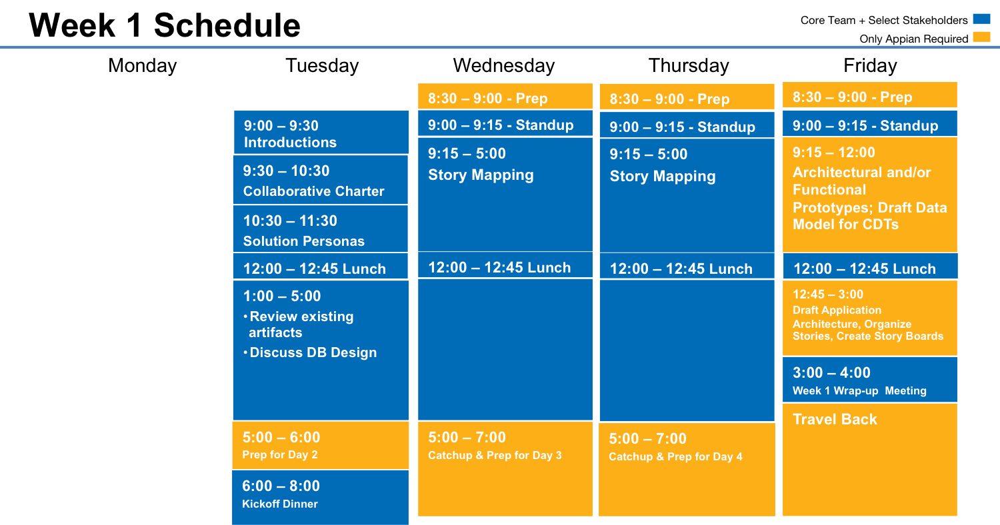 Week 1 Schedule
Core Team + Select Stakeholders
Only Appian Required
Monday
Tuesday
Wednesday
Thursday
Friday
9:00 – 9:30
Introductions
9:30 – 10:30
Collaborative Charter
10:30 – 11:30
Solution Personas
12:00 – 12:45 Lunch
1:00 – 5:00
•Review existing
artifacts
•Discuss DB Design
5:00 – 6:00
Prep for Day 2
6:00 – 8:00
Kickoff Dinner
8:30 – 9:00 - Prep
9:00 – 9:15 - Standup
9:15 – 5:00
Story Mapping
12:00 – 12:45 Lunch
5:00 – 7:00
Catchup & Prep for Day 3
8:30 – 9:00 - Prep
9:00 – 9:15 - Standup
9:15 – 5:00
Story Mapping
12:00 – 12:45 Lunch
5:00 – 7:00
Catchup & Prep for Day 4
8:30 – 9:00 - Prep
9:00 – 9:15 - Standup
9:15 – 12:00
Architectural and/or
Functional
Prototypes; Draft Data
Model for CDTs
12:00 – 12:45 Lunch
12:45 – 3:00
Draft Application
Architecture, Organize
Stories, Create Story Boards
3:00 – 4:00
Week 1 Wrap-up  Meeting
Travel Back